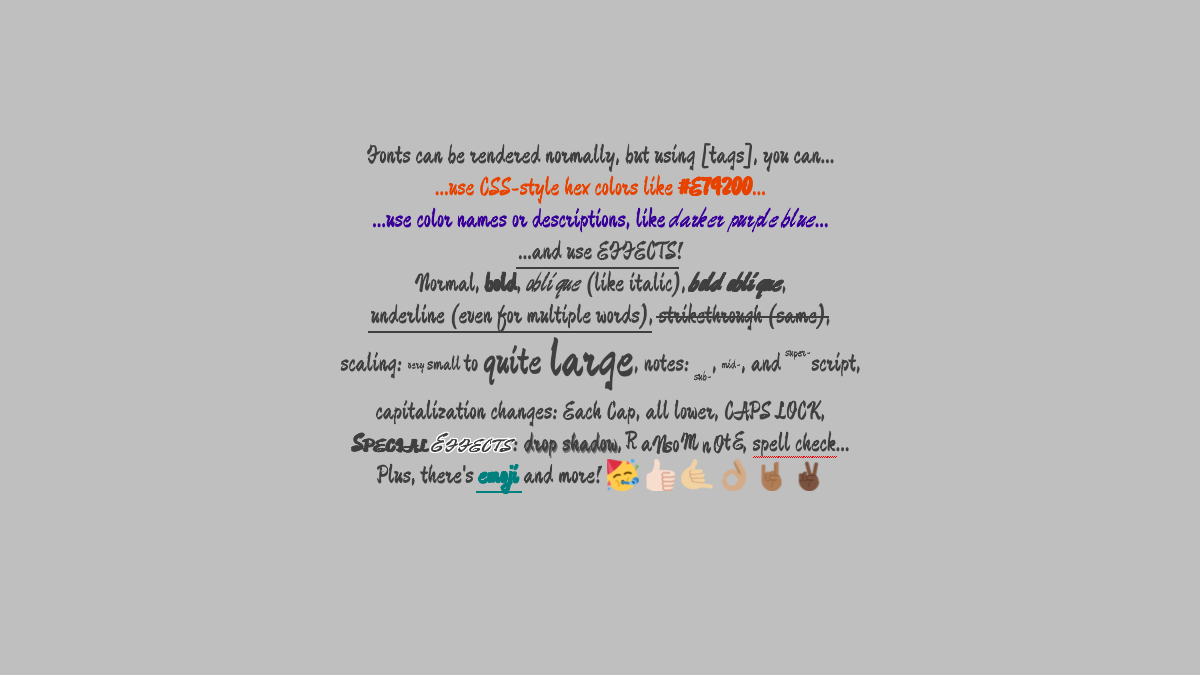 Fonts can be rendered normally, but using [tags], you can...
...use CSS-style hex colors like #E79200...
...use color names or descriptions, like darker purple blue...
...and use EFFECTS!
Normal, bold, oblique (like italic), bold oblique,
underline (even for multiple words), strikethrough (same),
scaling: very small to quite large, notes: sub-, mid-, and super-script,
capitalization changes: Each Cap, all lower, CAPS LOCK,
SPECIAL EFFECTS: drop shadow, R aNsoM nOtE, spell check...
Plus, there's emoji and more! 🥳👍🏻🤙🏼👌🏽🤘🏾✌🏿